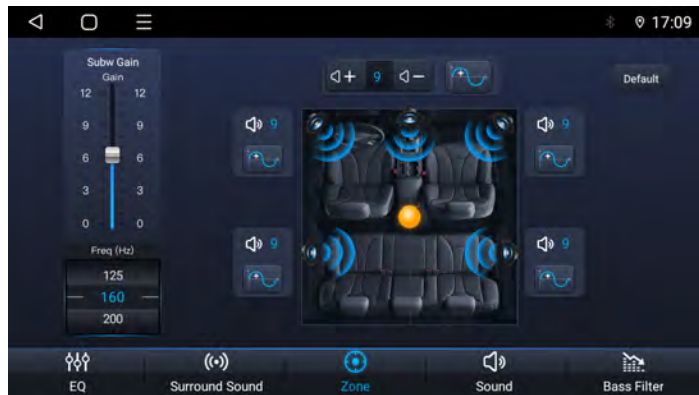 17:09
Subw Gain
Gain
12 12
9 9
6 6
3 3
0 0
Freq (Hz)
125
160
200
+ 9 −
Default
9
9
9
9
EQ
Surround Sound
Zone
Sound
Bass Filter